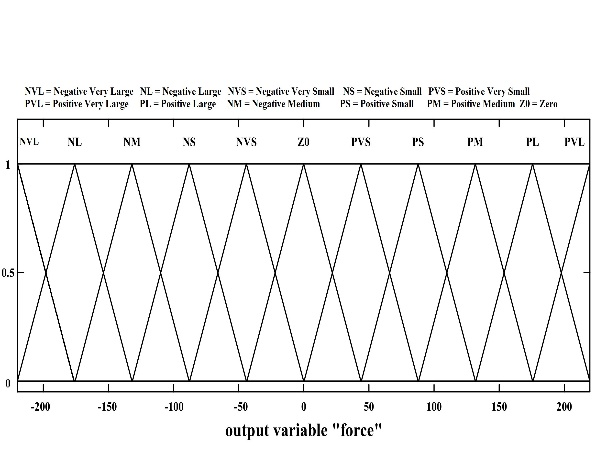 NVL = Negative Very Large NL = Negative Large NVS = Negative Very Small NS = Negative Small PVS = Positive Very Small
PVL = Positive Very Large PL = Positive Large NM = Negative Medium PS = Positive Small PM = Positive Medium Z0 = Zero
NVL NL NM NS NVS Z0 PVS PS PM PL PVL
1
0.5
0
-200 -150 -100 -50 0 50 100 150 200
output variable "force"